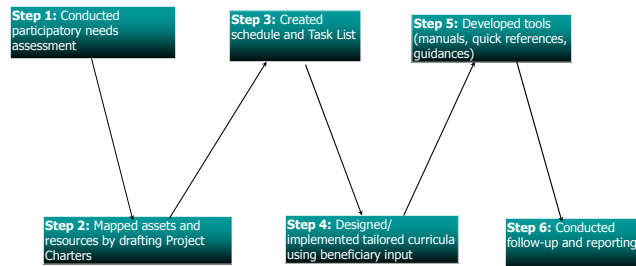 Step 1: Conducted
participatory needs
assessment
Step 2: Mapped assets and
resources by drafting Project
Charters
Step 3: Created
schedule and Task List
Step 4: Designed/
implemented tailored curricula
using beneficiary input
Step 5: Developed tools
(manuals, quick references,
guidances)
Step 6: Conducted
follow-up and reporting